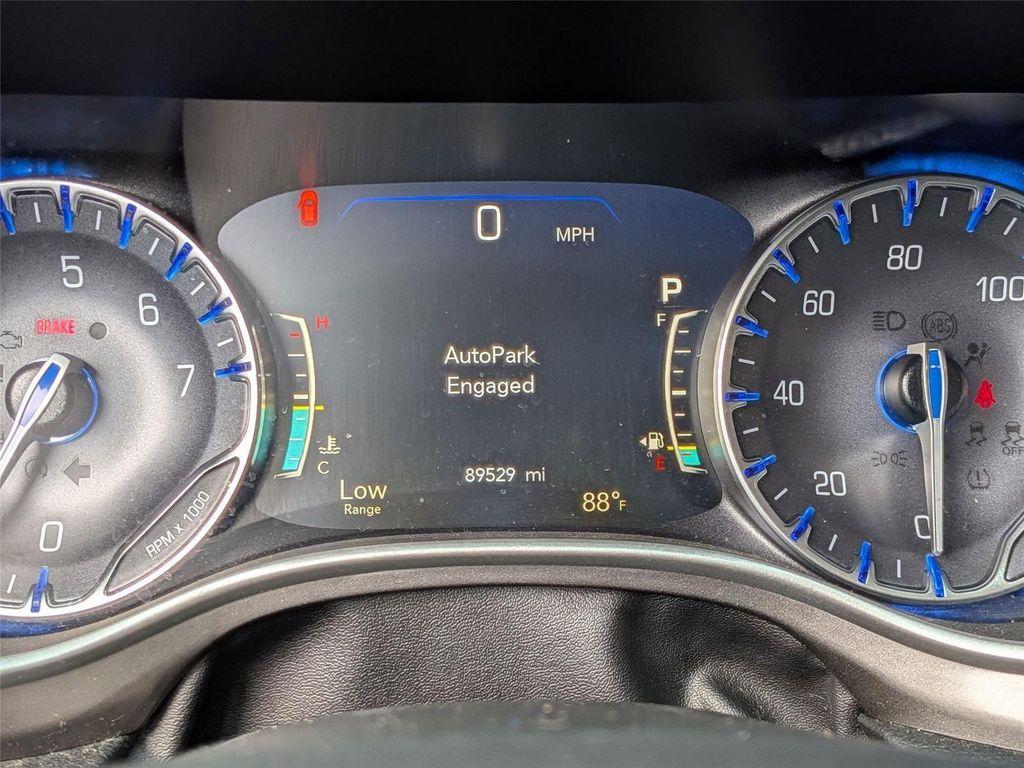 0 MPH
P
F
H
AutoPark
Engaged
C
E
Low
Range
89529 mi
88°F
5
6
7
BRAKE
0
RPM x 1000
0
20
40
60
80
100
ABS
OFF